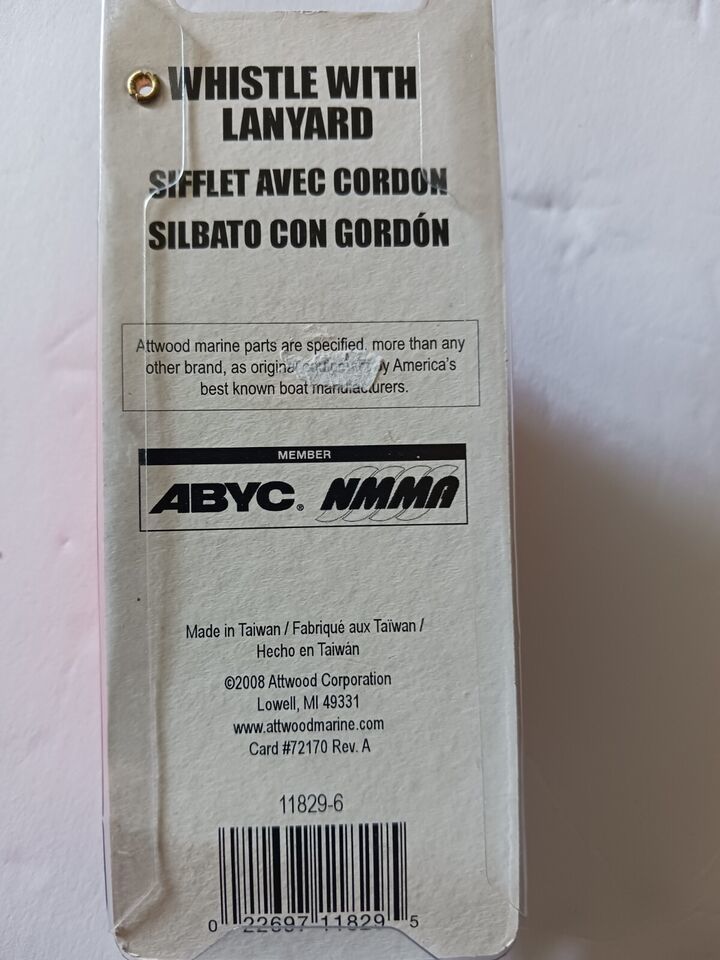 WHISTLE WITH
LANYARD
SIFFLET AVEC CORDON
SILBATO CON GORDÓN
Attwood marine parts are specified, more than any
other brand, as original by America's
best known boat manufacturers.
MEMBER
ABYC® NMMA
Made in Taiwan / Fabriqué aux Taïwan /
Hecho en Taiwán
©2008 Attwood Corporation
Lowell, MI 49331
www.attwoodmarine.com
Card #72170 Rev. A
11829-6
0 22697 11829 5